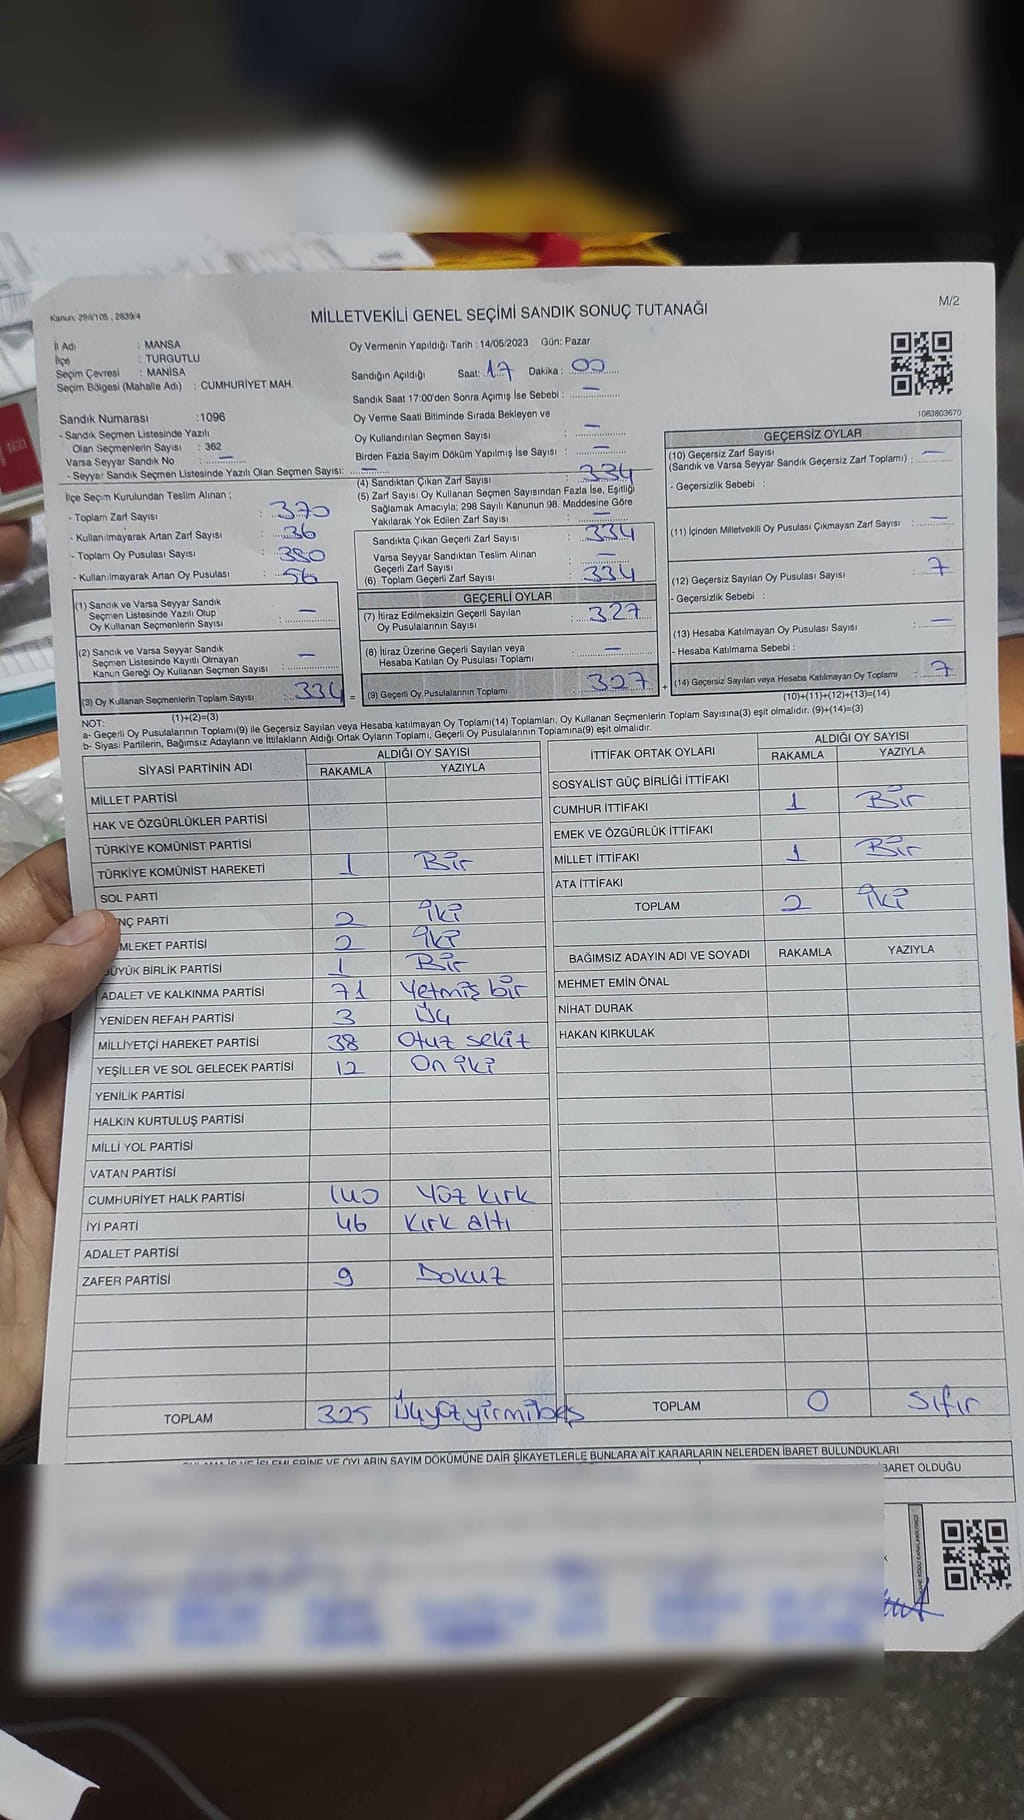 Kanun: 298/105 ; 2839/4
MİLLETVEKİLİ GENEL SEÇİMİ SANDIK SONUÇ TUTANAĞI
M/2
İl Adı : MANİSA
İlçe : TURGUTLU
Seçim Çevresi : MANİSA
Seçim Bölgesi (Mahalle Adı) : CUMHURİYET MAH.
Sandık Numarası :1096
- Sandık Seçmen Listesinde Yazılı
Olan Seçmenlerin Sayısı : 362
Varsa Seyyar Sandık No : —
- Seyyar Sandık Seçmen Listesinde Yazılı Olan Seçmen Sayısı: —
İlçe Seçim Kurulundan Teslim Alınan ;
- Toplam Zarf Sayısı : 370
- Kullanılmayarak Artan Zarf Sayısı : 36
- Toplam Oy Pusulası Sayısı : 380
- Kullanılmayarak Artan Oy Pusulası : 56
(1) Sandık ve Varsa Seyyar Sandık
Seçmen Listesinde Yazılı Olup
Oy Kullanan Seçmenlerin Sayısı : —
(2) Sandık ve Varsa Seyyar Sandık
Seçmen Listesinde Kayıtlı Olmayan
Kanun Gereği Oy Kullanan Seçmen Sayısı : —
(3) Oy Kullanan Seçmenlerin Toplam Sayısı : 334 =
(1)+(2)=(3)
Oy Vermenin Yapıldığı Tarih : 14/05/2023 Gün: Pazar
Sandığın Açıldığı Saat: 17 Dakika : 00
Sandık Saat 17:00'den Sonra Açımış İse Sebebi : —
Oy Verme Saati Bitiminde Sırada Bekleyen ve
Oy Kullandırılan Seçmen Sayısı : —
Birden Fazla Sayım Döküm Yapılmış İse Sayısı : —
(4) Sandıktan Çıkan Zarf Sayısı : 334
(5) Zarf Sayısı Oy Kullanan Seçmen Sayısından Fazla İse, Eşitliği
Sağlamak Amacıyla; 298 Sayılı Kanunun 98. Maddesine Göre
Yakılarak Yok Edilen Zarf Sayısı : —
Sandıkta Çıkan Geçerli Zarf Sayısı : 334
Varsa Seyyar Sandıktan Teslim Alınan
Geçerli Zarf Sayısı : —
(6) Toplam Geçerli Zarf Sayısı : 334
GEÇERLİ OYLAR
(7) İtiraz Edilmeksizin Geçerli Sayılan
Oy Pusulalarının Sayısı : 327
(8) İtiraz Üzerine Geçerli Sayılan veya
Hesaba Katılan Oy Pusulası Toplamı : —
(9) Geçerli Oy Pusulalarının Toplamı : 327 +
1083803670
GEÇERSİZ OYLAR
(10) Geçersiz Zarf Sayısı
(Sandık ve Varsa Seyyar Sandık Geçersiz Zarf Toplamı) : —
- Geçersizlik Sebebi :
(11) İçinden Milletvekili Oy Pusulası Çıkmayan Zarf Sayısı : —
(12) Geçersiz Sayılan Oy Pusulası Sayısı : 7
- Geçersizlik Sebebi :
(13) Hesaba Katılmayan Oy Pusulası Sayısı : —
- Hesaba Katılmama Sebebi :
(14) Geçersiz Sayılan veya Hesaba Katılmayan Oy Toplamı : 7
(10)+(11)+(12)+(13)=(14)
NOT:
a- Geçerli Oy Pusulalarının Toplamı(9) ile Geçersiz Sayılan veya Hesaba katılmayan Oy Toplamı(14) Toplamları, Oy Kullanan Seçmenlerin Toplam Sayısına(3) eşit olmalıdır. (9)+(14)=(3)
b- Siyasi Partilerin, Bağımsız Adayların ve İttifakların Aldığı Ortak Oyların Toplamı, Geçerli Oy Pusulalarının Toplamına(9) eşit olmalıdır.
SİYASİ PARTİNİN ADI ALDIĞI OY SAYISI
RAKAMLA YAZIYLA
MİLLET PARTİSİ
HAK VE ÖZGÜRLÜKLER PARTİSİ
TÜRKİYE KOMÜNİST PARTİSİ
TÜRKİYE KOMÜNİST HAREKETİ 1 Bir
SOL PARTİ
NÇ PARTİ 2 iki
MLEKET PARTİSİ 2 iki
BÜYÜK BİRLİK PARTİSİ 1 Bir
ADALET VE KALKINMA PARTİSİ 71 Yetmiş bir
YENİDEN REFAH PARTİSİ 3 Üç
MİLLİYETÇİ HAREKET PARTİSİ 38 Otuz sekiz
YEŞİLLER VE SOL GELECEK PARTİSİ 12 On iki
YENİLİK PARTİSİ
HALKIN KURTULUŞ PARTİSİ
MİLLİ YOL PARTİSİ
VATAN PARTİSİ
CUMHURİYET HALK PARTİSİ 140 Yüz kırk
İYİ PARTİ 46 Kırk altı
ADALET PARTİSİ
ZAFER PARTİSİ 9 Dokuz
TOPLAM 325 Üçyüzyirmibeş
İTTİFAK ORTAK OYLARI ALDIĞI OY SAYISI
RAKAMLA YAZIYLA
SOSYALİST GÜÇ BİRLİĞİ İTTİFAKI
CUMHUR İTTİFAKI 1 Bir
EMEK VE ÖZGÜRLÜK İTTİFAKI
MİLLET İTTİFAKI 1 Bir
ATA İTTİFAKI
TOPLAM 2 iki
BAĞIMSIZ ADAYIN ADI VE SOYADI RAKAMLA YAZIYLA
MEHMET EMİN ÖNAL
NİHAT DURAK
HAKAN KIRKULAK
TOPLAM 0 Sıfır
VE OYLARIN SAYIM DÖKÜMÜNE DAİR ŞİKAYETLERLE BUNLARA AİT KARARLARIN NELERDEN İBARET BULUNDUKLARI
BARET OLDUĞU